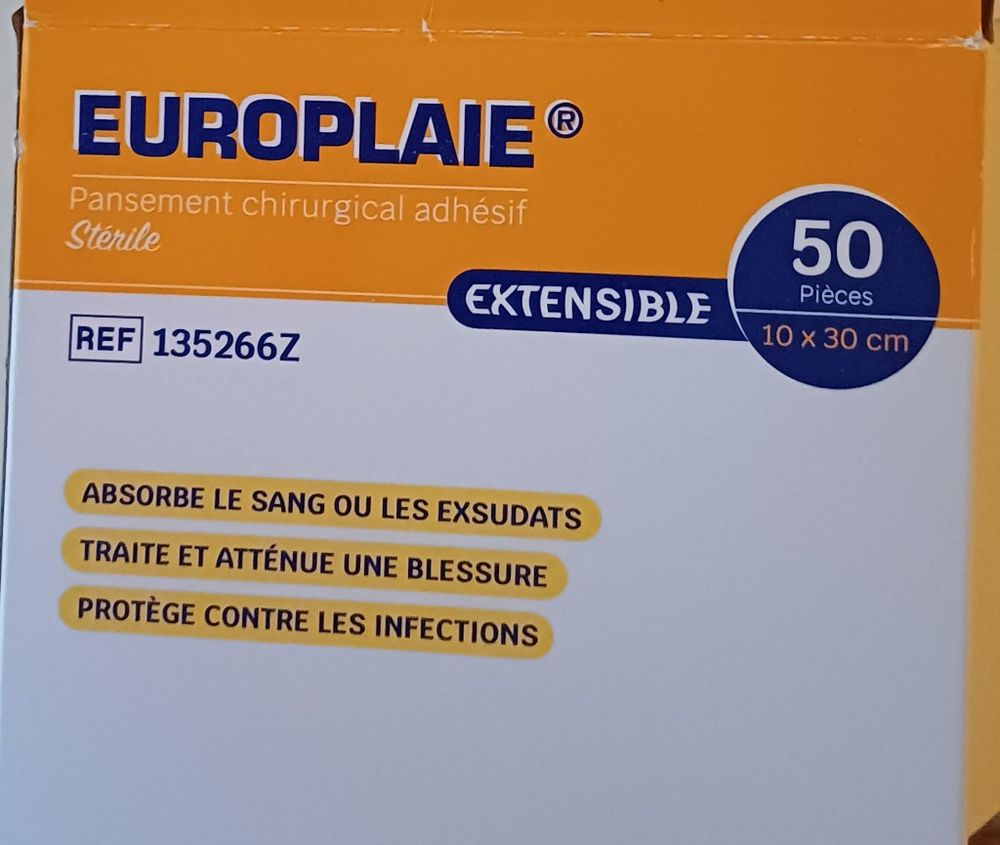 EUROPLAIE®
Pansement chirurgical adhésif
Stérile
50
Pièces
EXTENSIBLE
10 x 30 cm
REF 135266Z
ABSORBE LE SANG OU LES EXSUDATS
TRAITE ET ATTÉNUE UNE BLESSURE
PROTÈGE CONTRE LES INFECTIONS